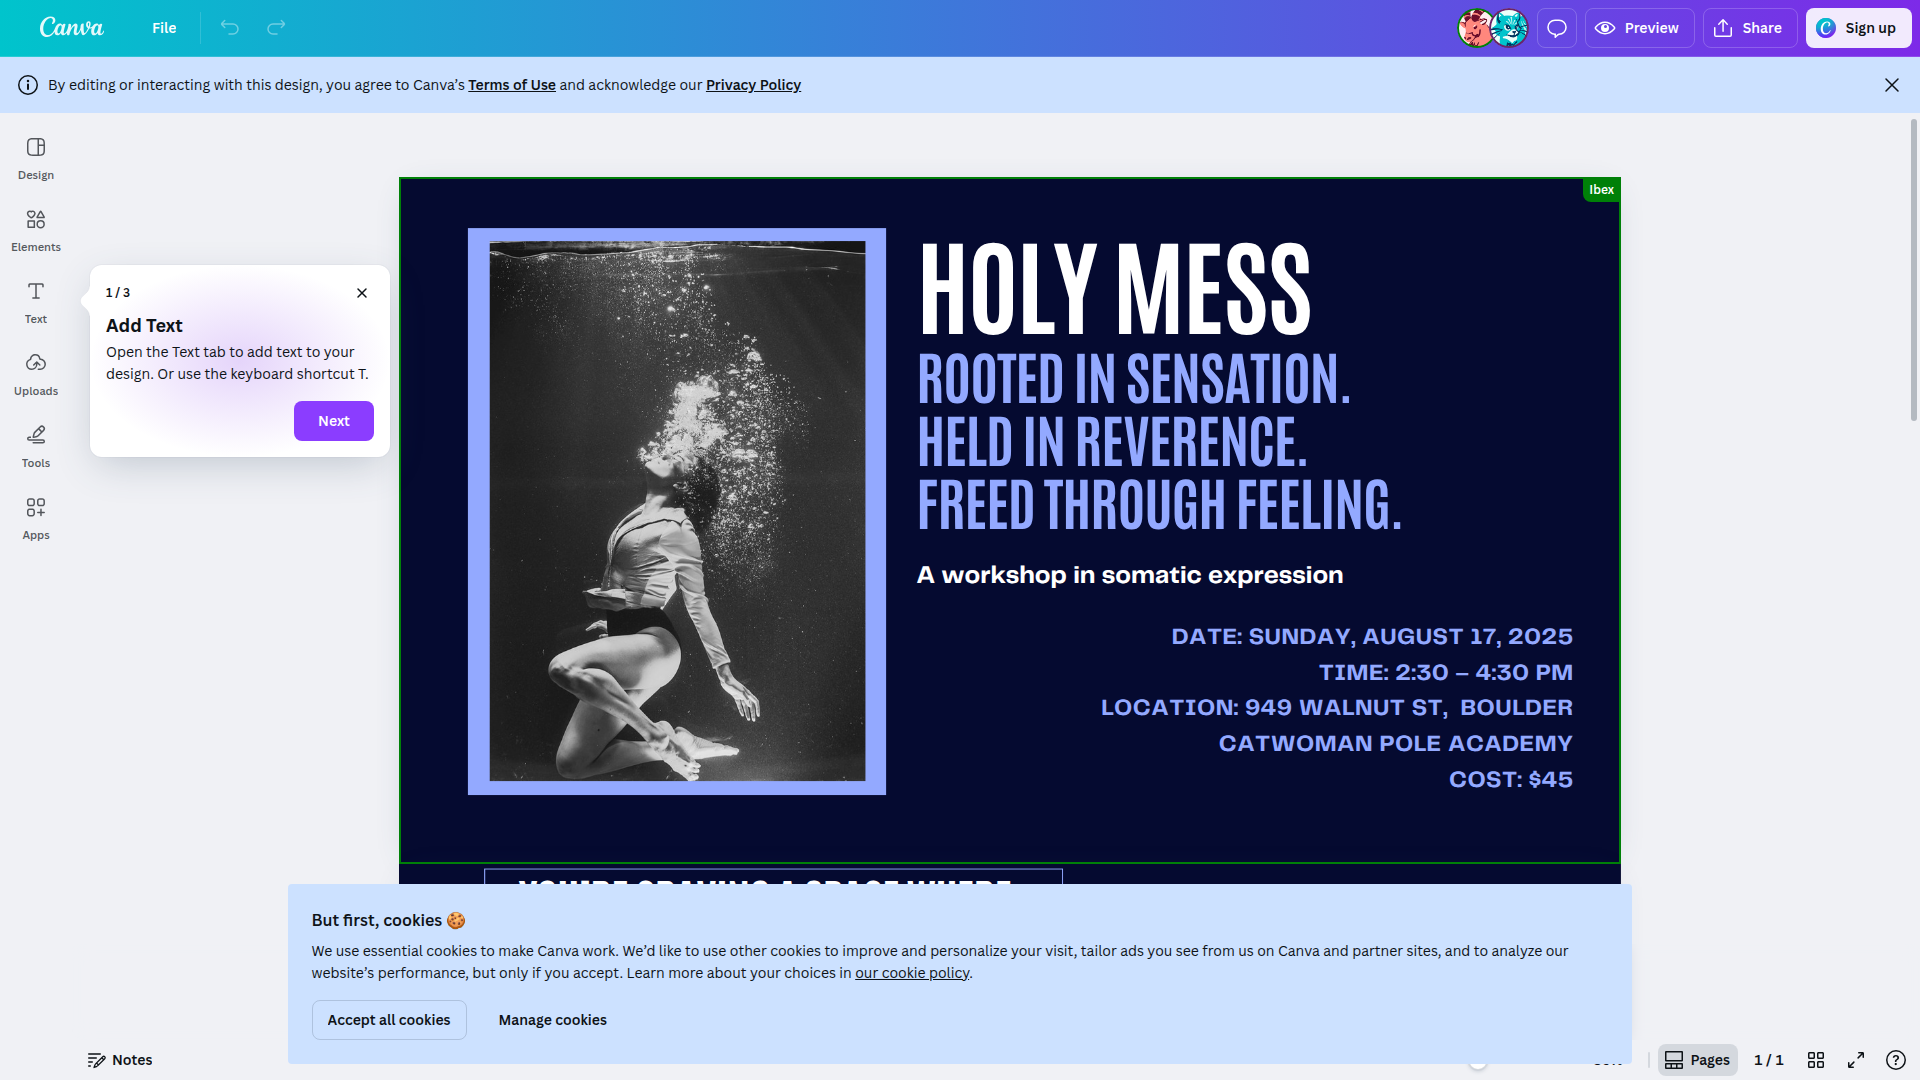 Canva
File
Preview
Share
Sign up
By editing or interacting with this design, you agree to Canva’s Terms of Use and acknowledge our Privacy Policy
Design
Elements
Text
Uploads
Tools
Apps
1 / 3
Add Text
Open the Text tab to add text to your
design. Or use the keyboard shortcut T.
Next
Ibex
HOLY MESS
ROOTED IN SENSATION.
HELD IN REVERENCE.
FREED THROUGH FEELING.
A workshop in somatic expression
DATE: SUNDAY, AUGUST 17, 2025
TIME: 2:30 – 4:30 PM
LOCATION: 949 WALNUT ST, BOULDER
CATWOMAN POLE ACADEMY
COST: $45
YOU'RE CRAVING A SPACE WHERE
But first, cookies 🍪
We use essential cookies to make Canva work. We’d like to use other cookies to improve and personalize your visit, tailor ads you see from us on Canva and partner sites, and to analyze our
website’s performance, but only if you accept. Learn more about your choices in our cookie policy.
Accept all cookies
Manage cookies
Notes
Pages
1 / 1